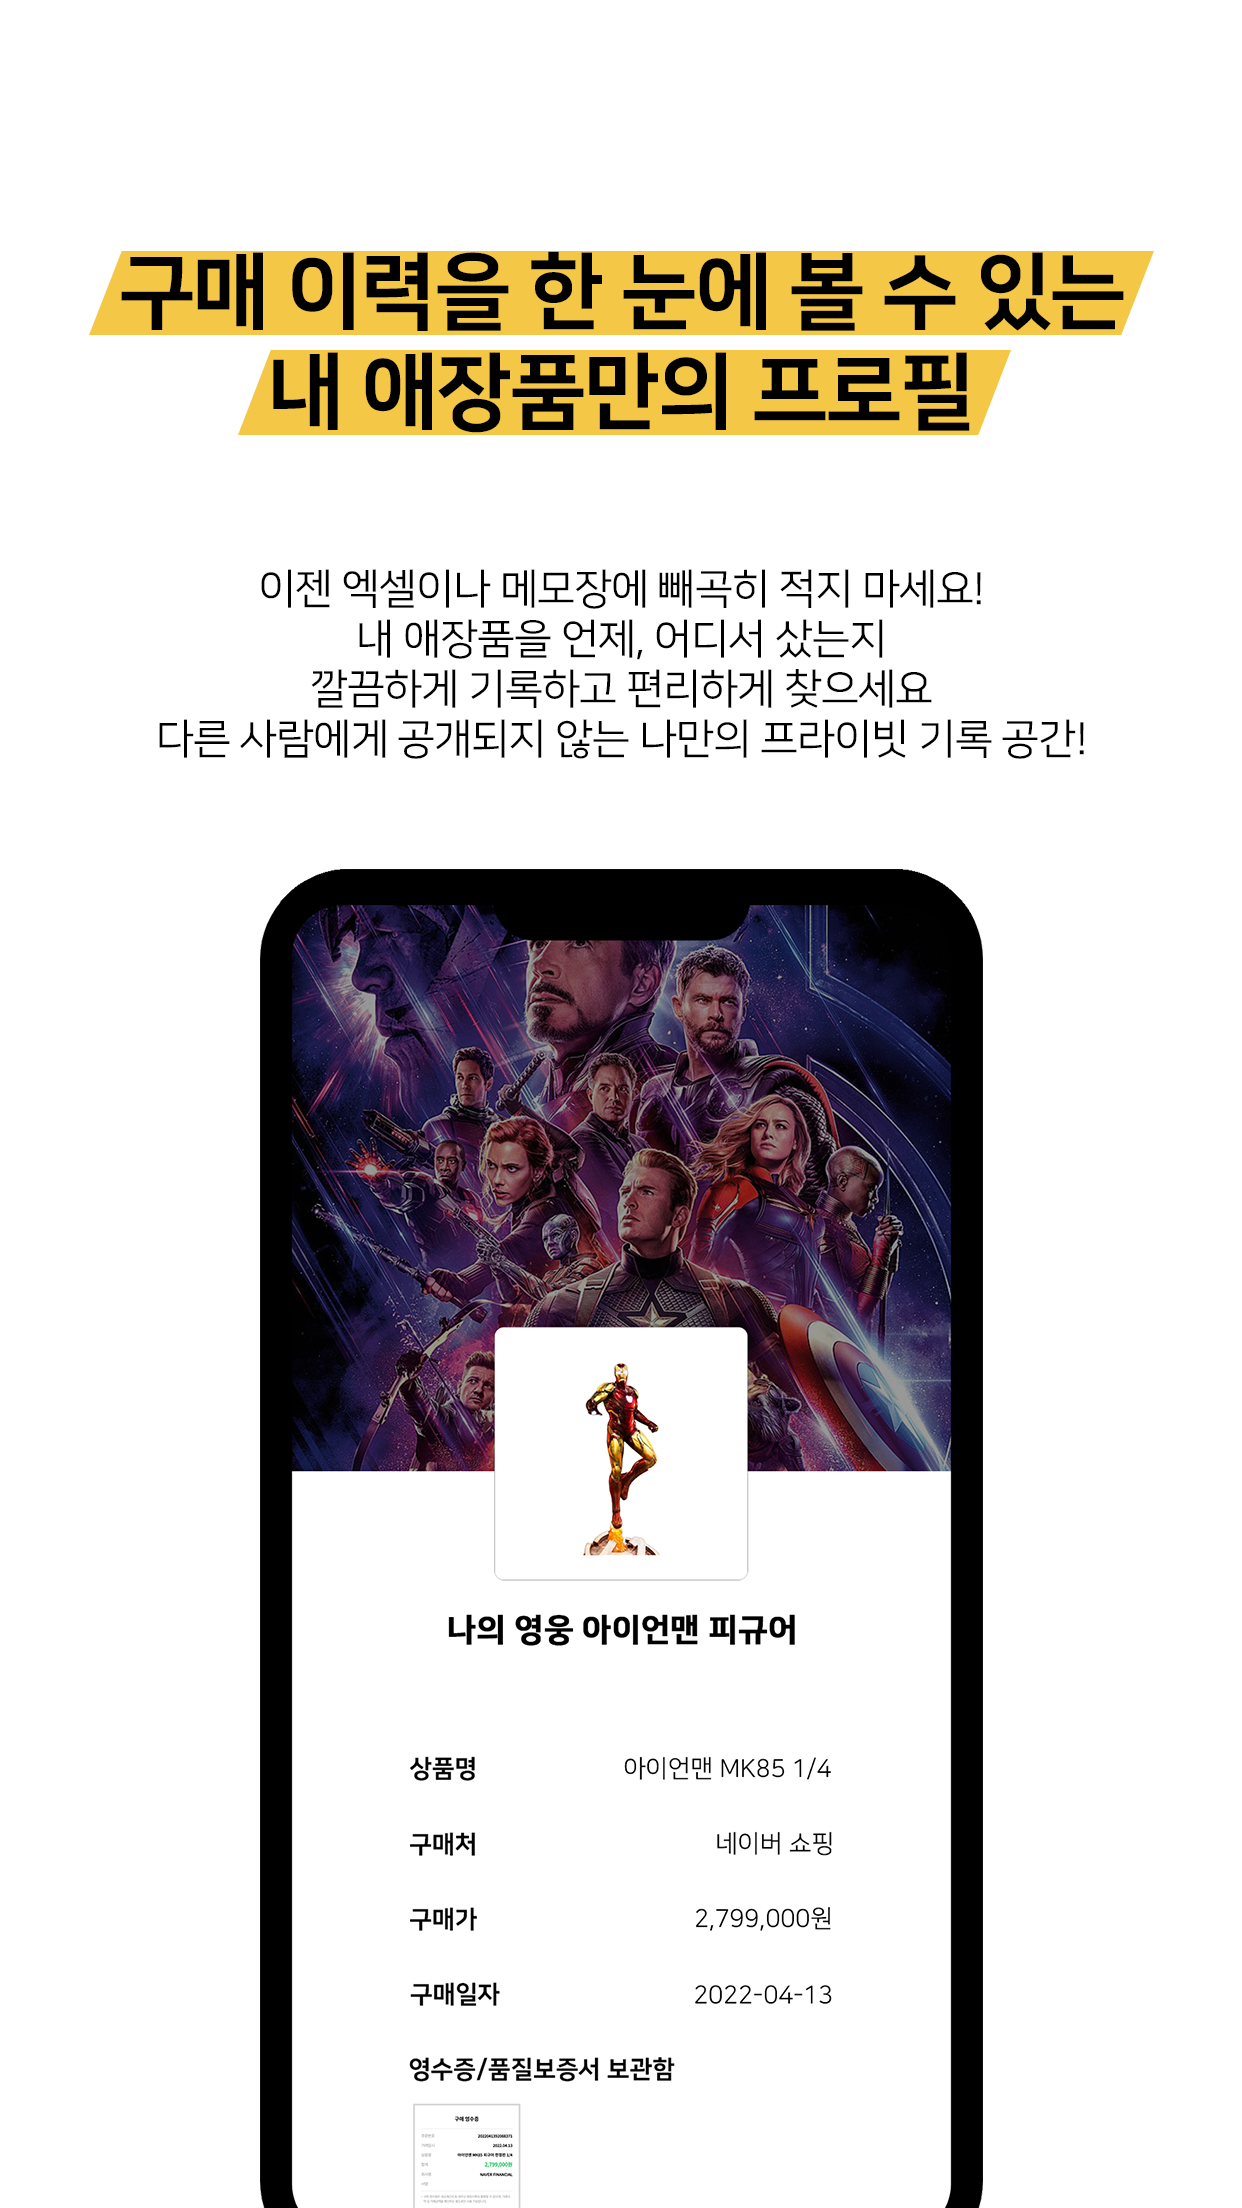 구매 이력을 한 눈에 볼 수 있는
내 애장품만의 프로필
이젠 엑셀이나 메모장에 빼곡히 적지 마세요!
내 애장품을 언제, 어디서 샀는지
깔끔하게 기록하고 편리하게 찾으세요
다른 사람에게 공개되지 않는 나만의 프라이빗 기록 공간!
나의 영웅 아이언맨 피규어
상품명 아이언맨 MK85 1/4
구매처 네이버 쇼핑
구매가 2,799,000원
구매일자 2022-04-13
영수증/품질보증서 보관함
구매 영수증
2022.04.13
아이언맨 MK85 피규어 한정판 1/4
2,799,000원
NAVER FINANCIAL